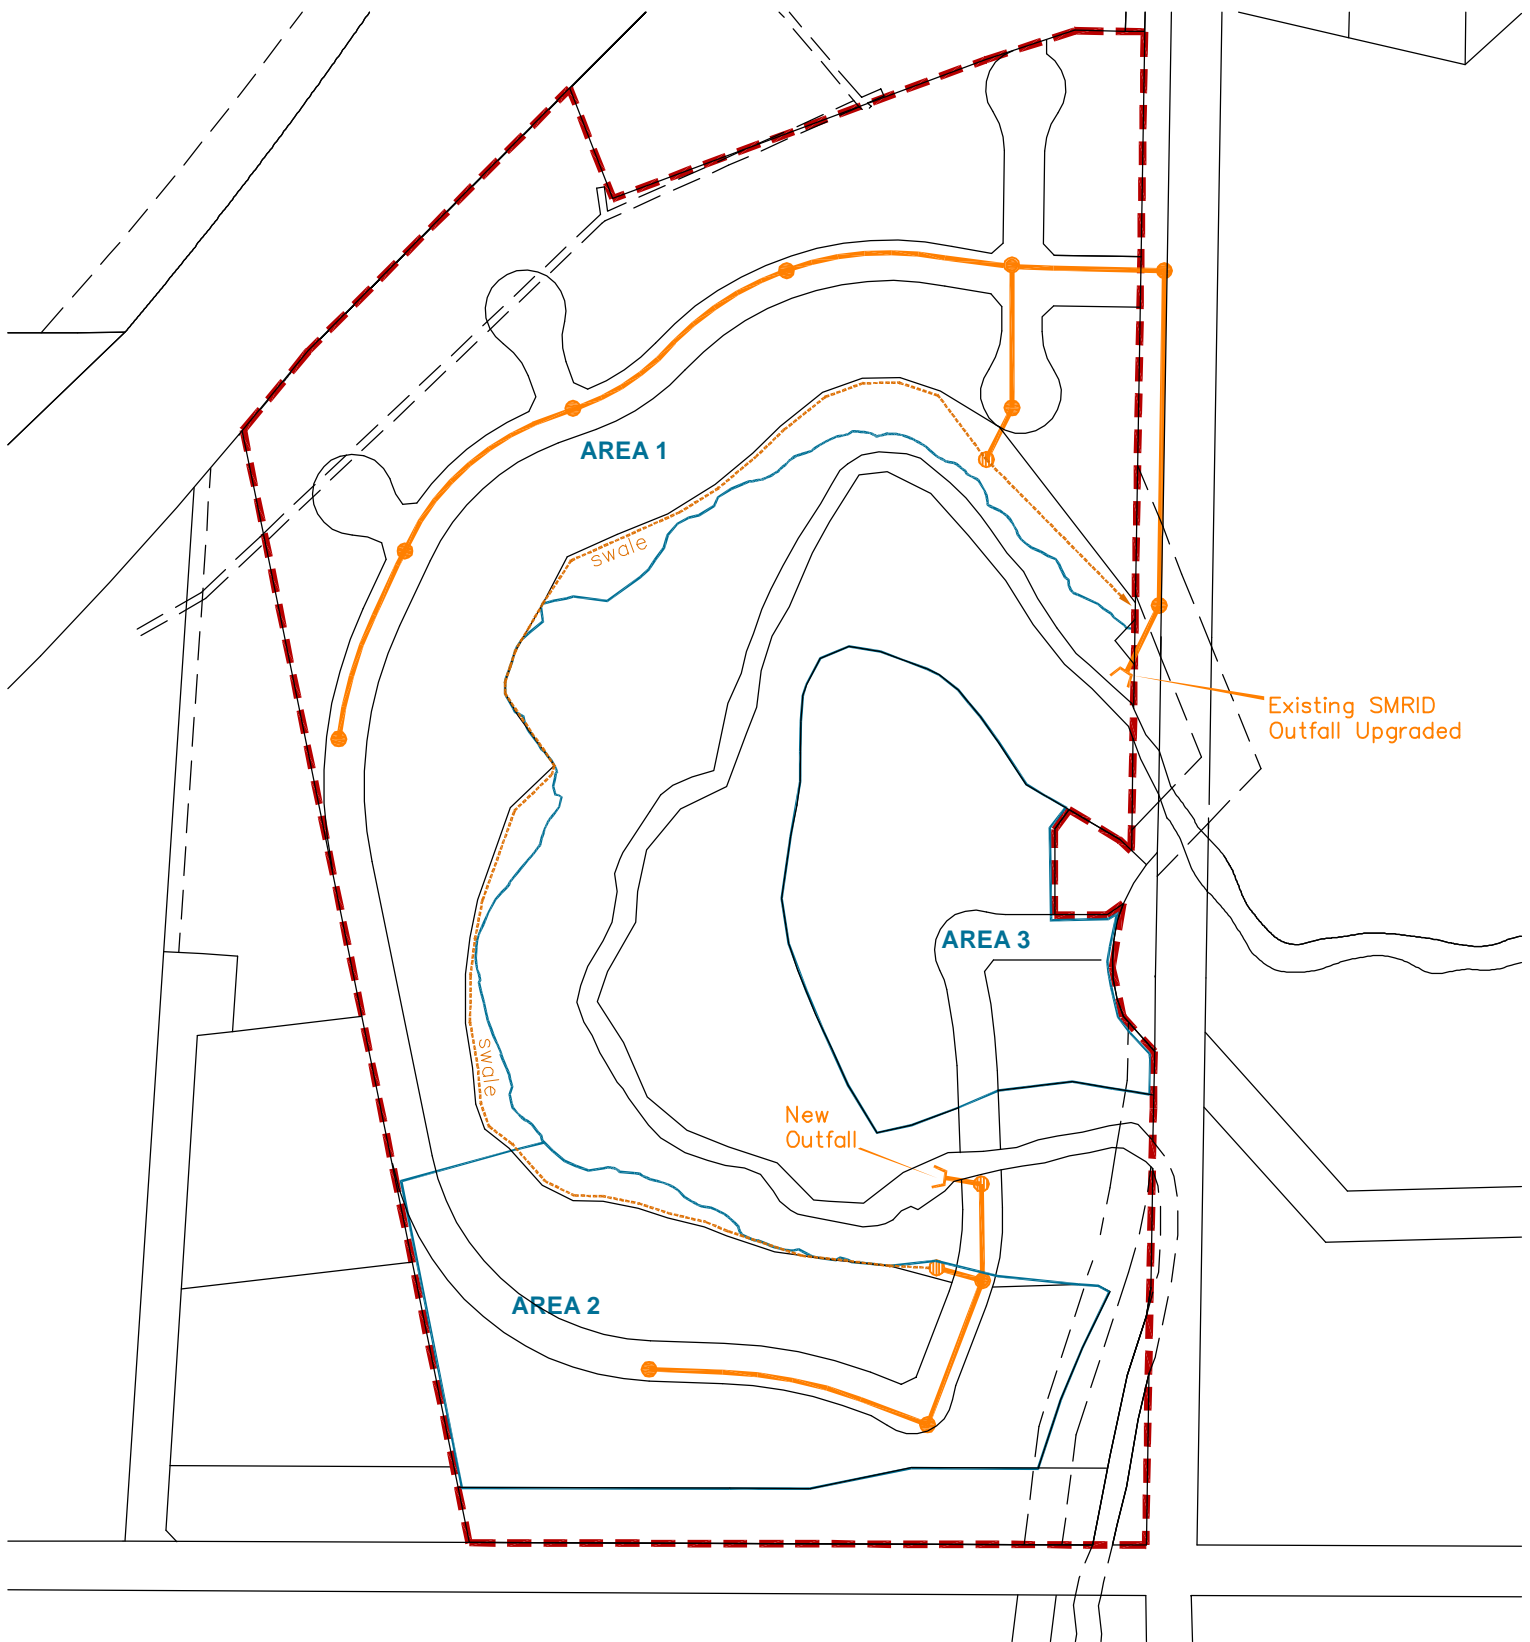 AREA 1
swale
Existing SMRID
Outfall Upgraded
AREA 3
swale
New
Outfall
AREA 2